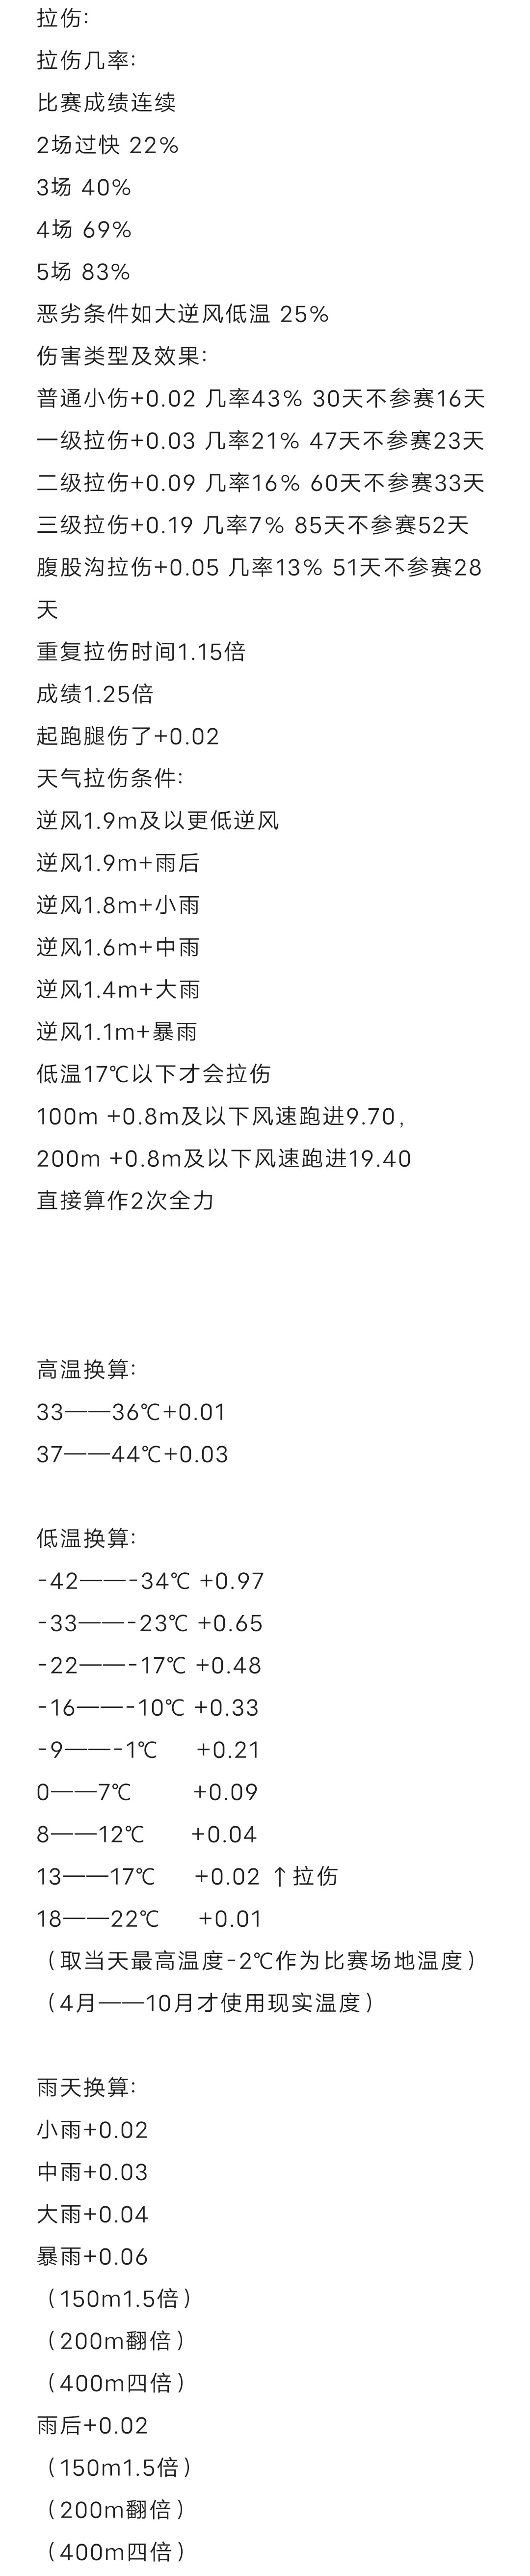 拉伤:
拉伤几率:
比赛成绩连续
2场过快 22%
3场 40%
4场 69%
5场 83%
恶劣条件如大逆风低温 25%
伤害类型及效果:
普通小伤+0.02 几率43% 30天不参赛16天
一级拉伤+0.03 几率21% 47天不参赛23天
二级拉伤+0.09 几率16% 60天不参赛33天
三级拉伤+0.19 几率7% 85天不参赛52天
腹股沟拉伤+0.05 几率13% 51天不参赛28
天
重复拉伤时间1.15倍
成绩1.25倍
起跑腿伤了+0.02
天气拉伤条件:
逆风1.9m及以更低逆风
逆风1.9m+雨后
逆风1.8m+小雨
逆风1.6m+中雨
逆风1.4m+大雨
逆风1.1m+暴雨
低温17℃以下才会拉伤
100m +0.8m及以下风速跑进9.70,
200m +0.8m及以下风速跑进19.40
直接算作2次全力
高温换算:
33——36℃+0.01
37——44℃+0.03
低温换算:
-42——-34℃ +0.97
-33——-23℃ +0.65
-22——-17℃ +0.48
-16——-10℃ +0.33
-9——-1℃ +0.21
0——7℃ +0.09
8——12℃ +0.04
13——17℃ +0.02 ↑拉伤
18——22℃ +0.01
（取当天最高温度-2℃作为比赛场地温度）
（4月——10月才使用现实温度）
雨天换算:
小雨+0.02
中雨+0.03
大雨+0.04
暴雨+0.06
（150m1.5倍）
（200m翻倍）
（400m四倍）
雨后+0.02
（150m1.5倍）
（200m翻倍）
（400m四倍）